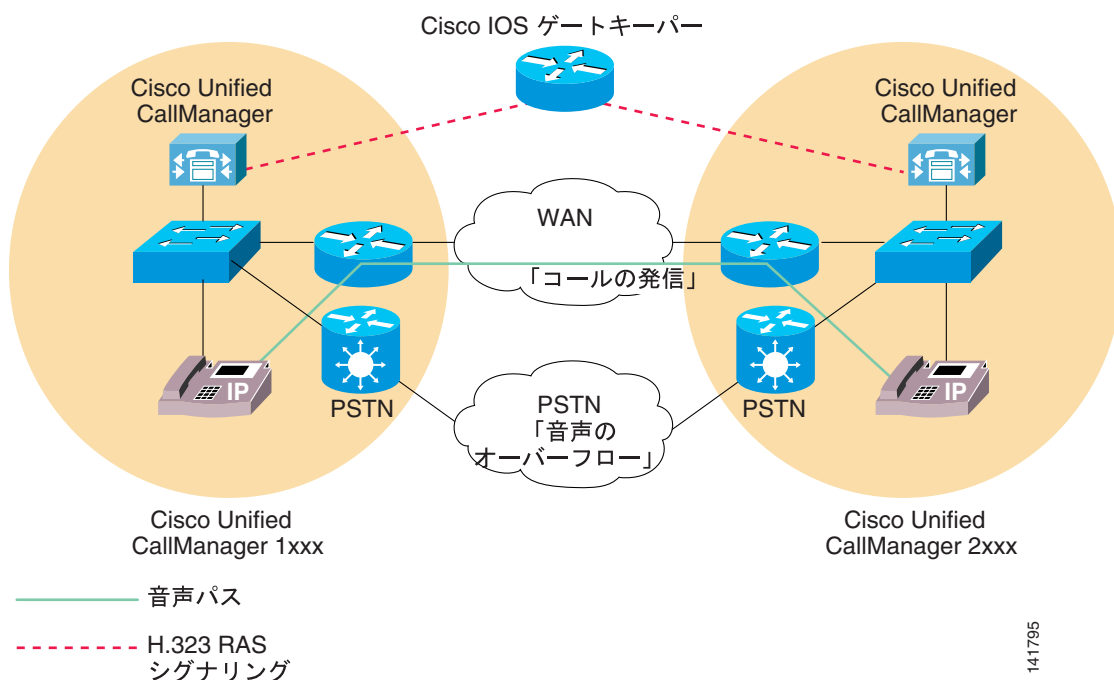 Cisco IOS ゲートキーパー
Cisco Unified
CallManager
Cisco Unified
CallManager
WAN
「コールの発信」
IP
PSTN
PSTN
「音声の
オーバーフロー」
PSTN
IP
Cisco Unified
CallManager 1xxx
Cisco Unified
CallManager 2xxx
音声パス
H.323 RAS
シグナリング
141795